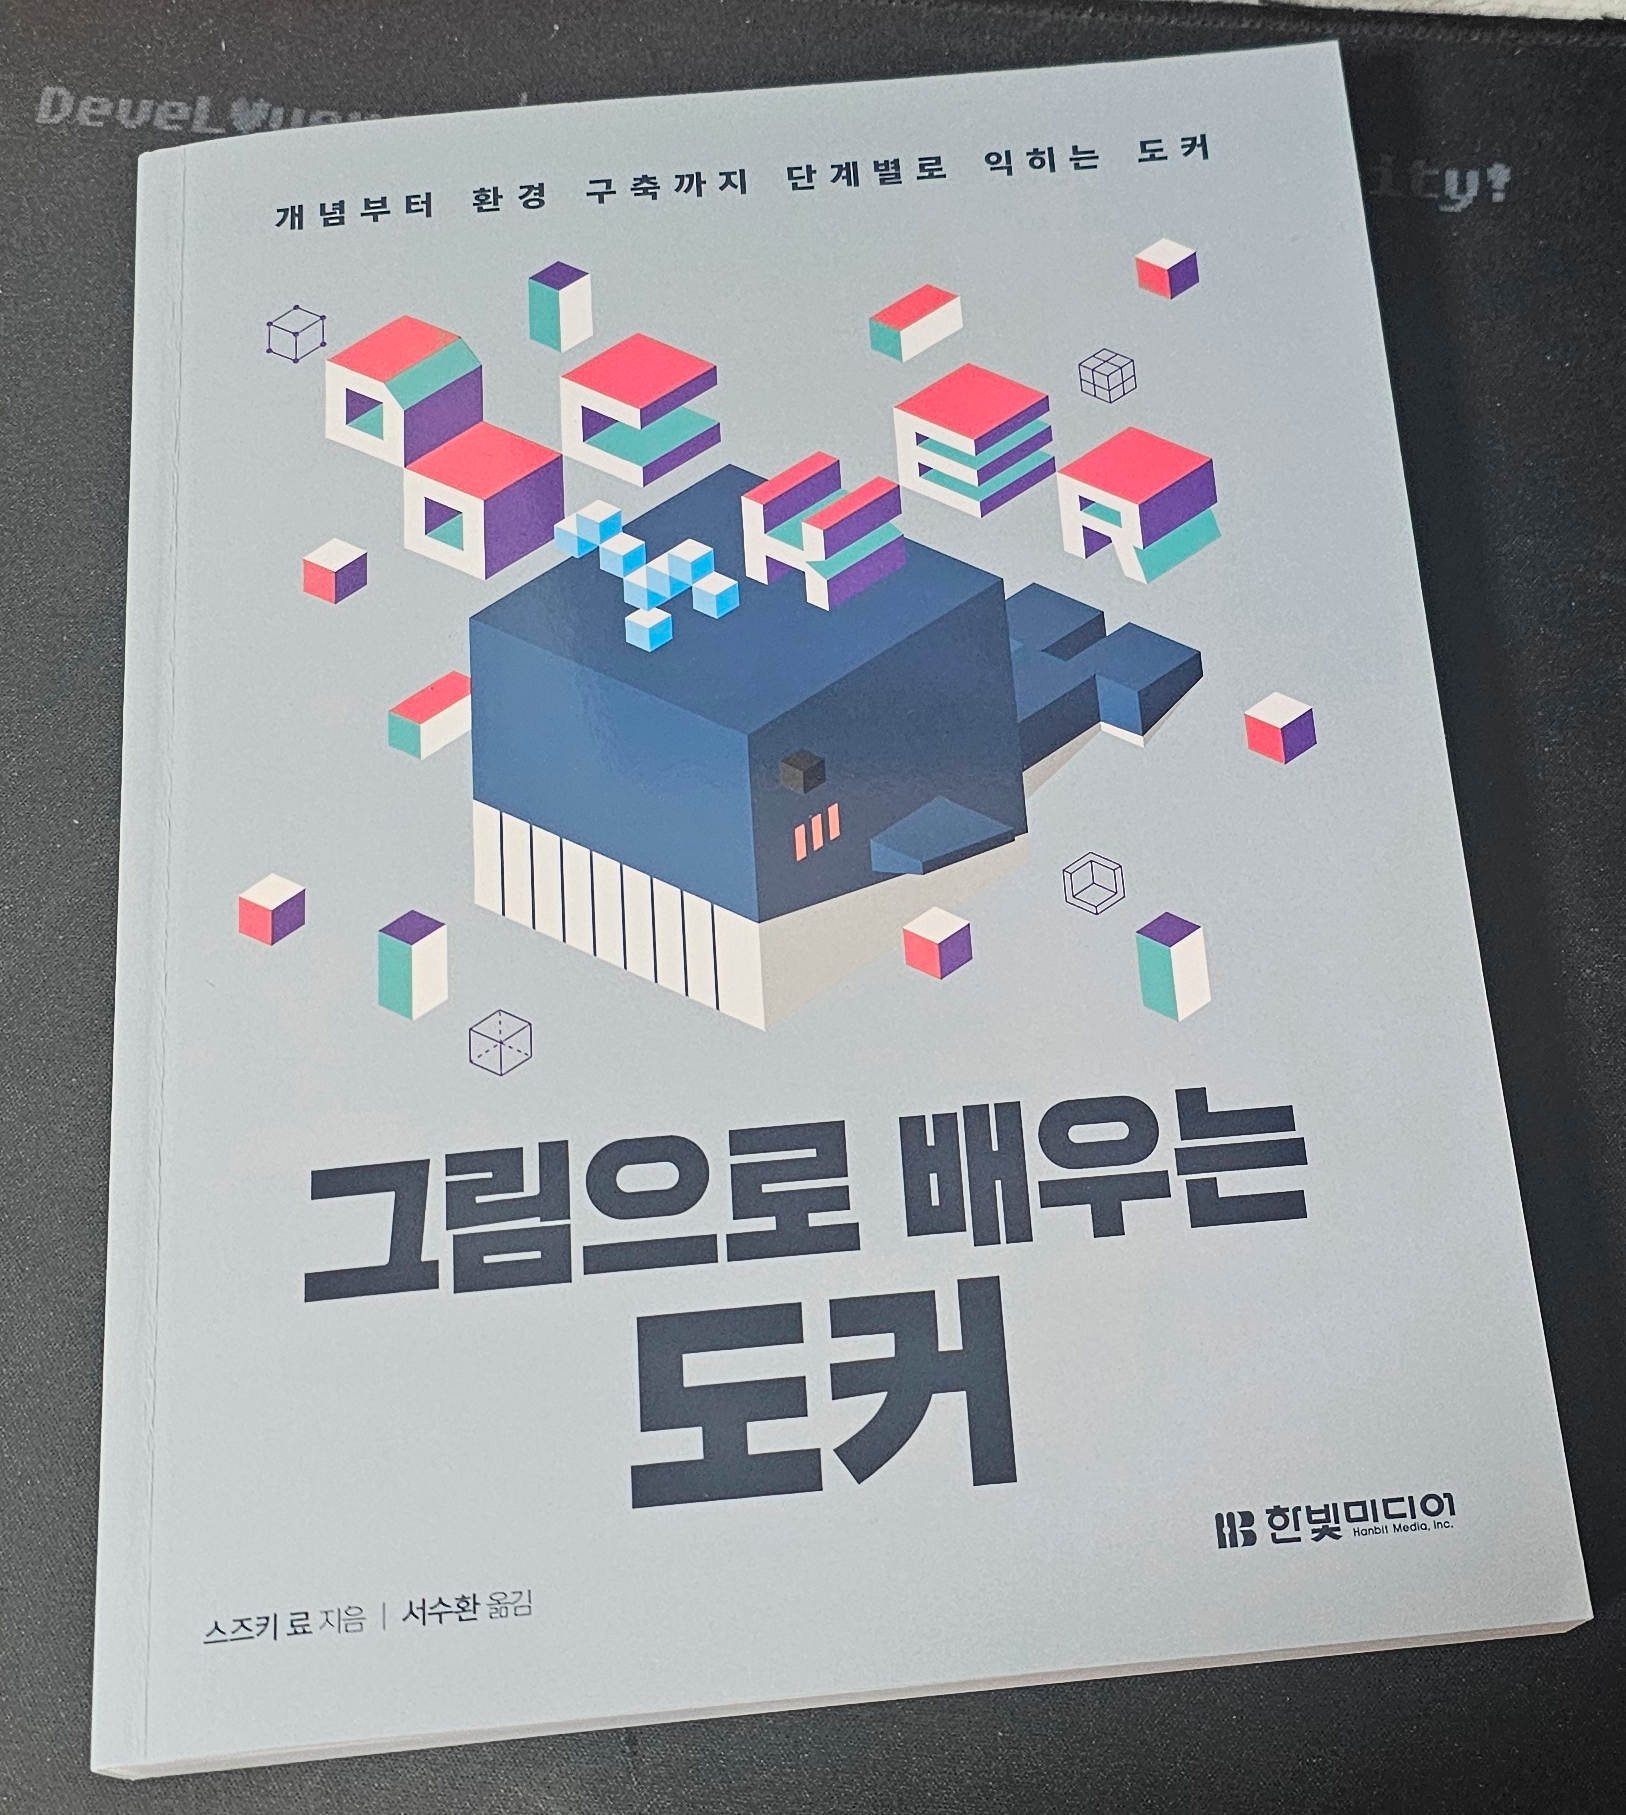 개념부터 환경 구축까지 단계별로 익히는 도커
DOCKER
그림으로 배우는
도커
HB 한빛미디어
Hanbit Media, Inc.
스즈키 료 지음 | 서수환 옮김